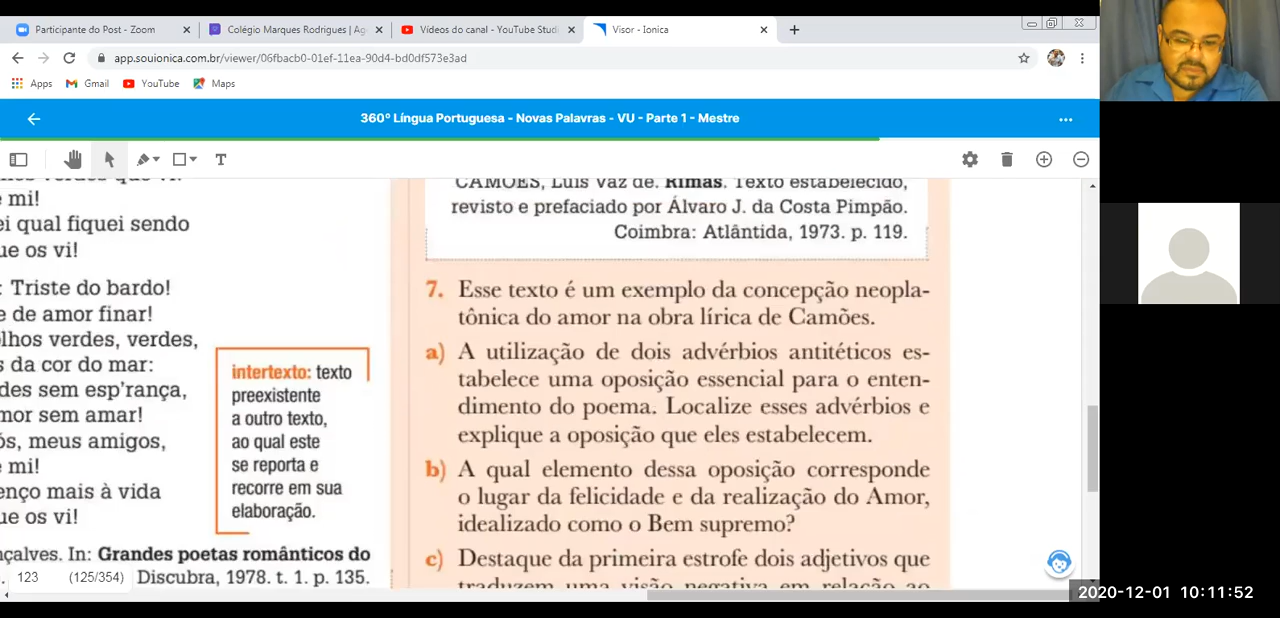 Participante do Post - Zoom
Colégio Marques Rodrigues | Ag
Vídeos do canal - YouTube Studi
Visor - Ionica
app.souionica.com.br/viewer/06fbacb0-01ef-11ea-90d4-bd0df573e3ad
Apps Gmail YouTube Maps
360º Língua Portuguesa - Novas Palavras - VU - Parte 1 - Mestre
T
e mi!
ei qual fiquei sendo
ue os vi!
: Triste do bardo!
e de amor finar!
lhos verdes, verdes,
s da cor do mar:
des sem esp'rança,
mor sem amar!
ós, meus amigos,
e mi!
enço mais à vida
ue os vi!
nçalves. In: Grandes poetas românticos do
Discubra, 1978. t. 1. p. 135.
123 (125/354)
intertexto: texto
preexistente
a outro texto,
ao qual este
se reporta e
recorre em sua
elaboração.
CAMÕES, Luís Vaz de. Rimas. Texto estabelecido,
revisto e prefaciado por Álvaro J. da Costa Pimpão.
Coimbra: Atlântida, 1973. p. 119.
7. Esse texto é um exemplo da concepção neopla-
tônica do amor na obra lírica de Camões.
a) A utilização de dois advérbios antitéticos es-
tabelece uma oposição essencial para o enten-
dimento do poema. Localize esses advérbios e
explique a oposição que eles estabelecem.
b) A qual elemento dessa oposição corresponde
o lugar da felicidade e da realização do Amor,
idealizado como o Bem supremo?
c) Destaque da primeira estrofe dois adjetivos que
traduzem uma visão negativa em relação ao
2020-12-01 10:11:52